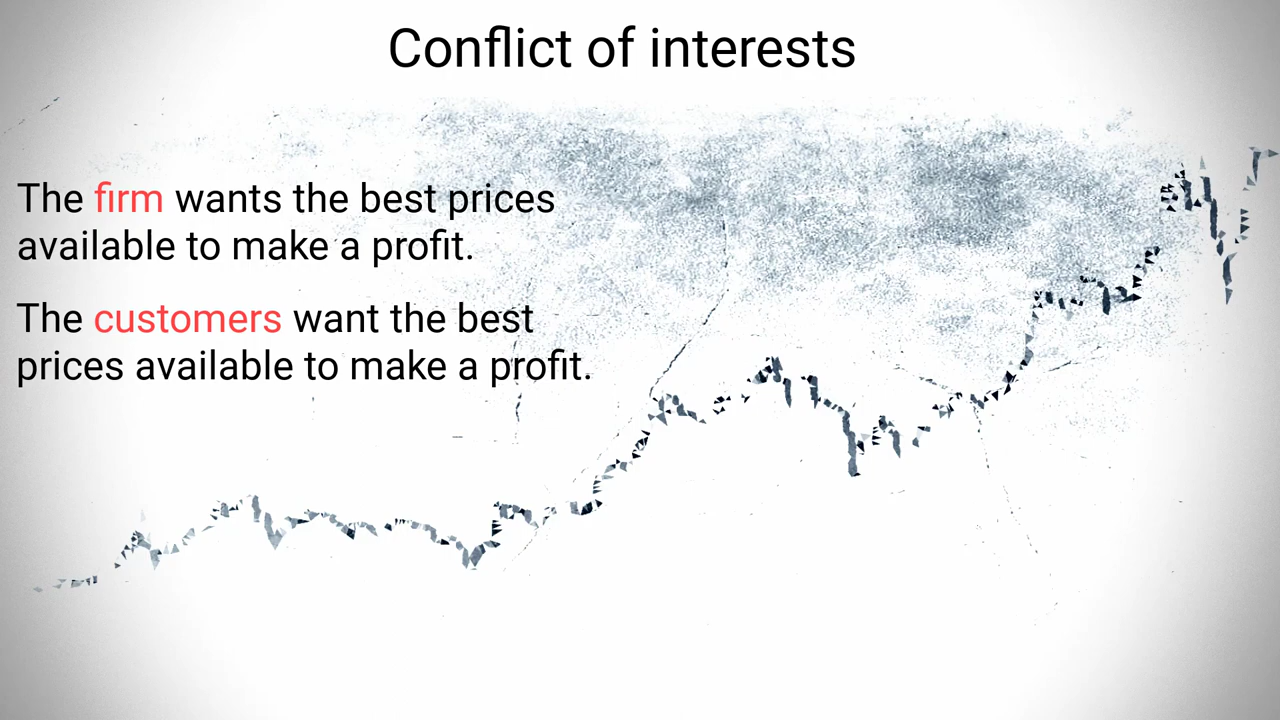 Conflict of interests
The firm wants the best prices
available to make a profit.
The customers want the best
prices available to make a profit.